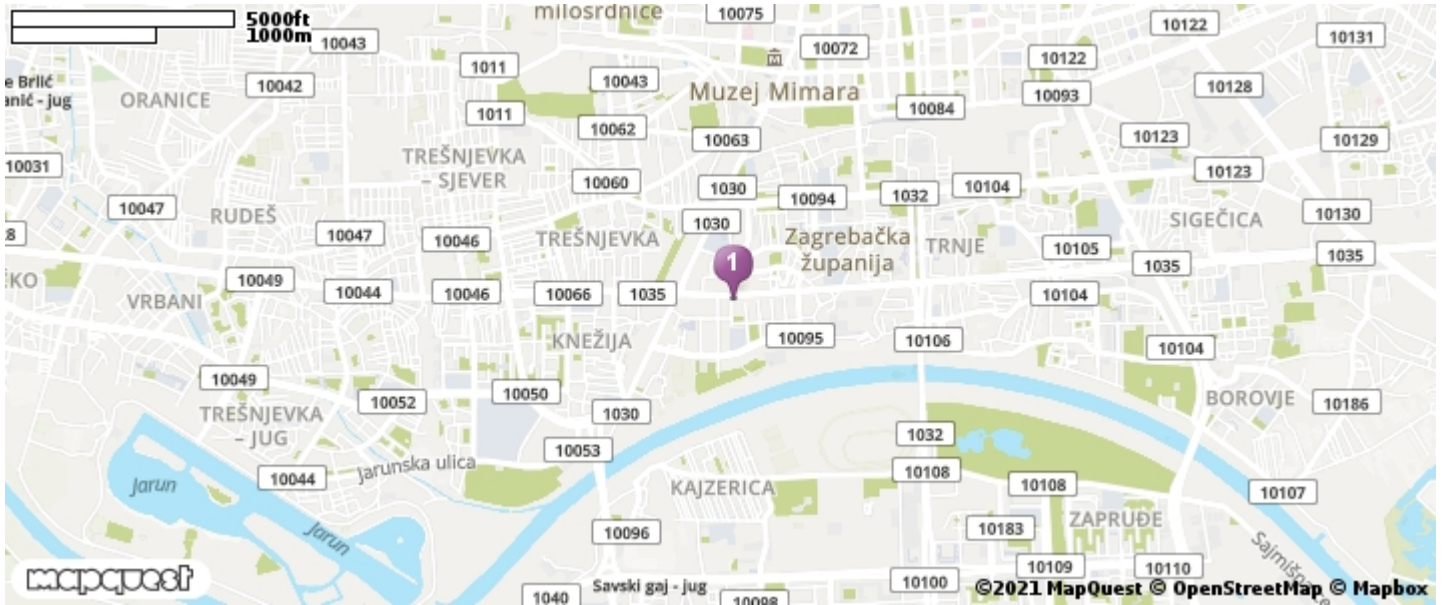 5000ft
1000m
milosrdnice
10075
10122
10131
10043
10072
10122
1011
10043
e Brlić
anić - jug
10042
ORANICE
Muzej Mimara
10093
10128
1011
10062
10084
10063
10123
10129
10031
TREŠNJEVKA
– SJEVER
10060
1030
10094
1032
10104
10123
10047
RUDEŠ
10047
10046
1030
TREŠNJEVKA
Zagrebačka
županija
TRNJE
10105
SIGEČICA
10130
1035
1035
1
KO
10049
10044
10046
10066
1035
10104
VRBANI
KNEŽIJA
10095
10106
10104
10049
10052
10050
1030
BOROVJE
10186
TREŠNJEVKA
– JUG
1032
10053
Jarunska ulica
10044
10108
10108
10107
Jarun
KAJZERICA
Jarun
10096
10183
ZAPRUĐE
mapquest
Savski gaj - jug
1040
10098
10100
10109
10110
©2021 MapQuest © OpenStreetMap © Mapbox